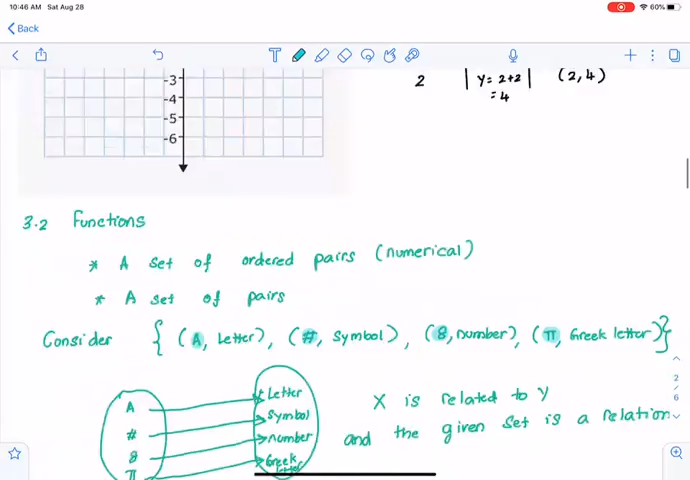 10:46 AM Sat Aug 28
60%
Back
T
-3
-4
-5
-6
2 | y = 2+2 | (2, 4)
= 4
3.2 Functions
* A set of ordered pairs (numerical)
* A set of pairs
Consider { (A, Letter), (#, Symbol), (8, number), (π, Greek letter) }
A
#
8
π
Letter
Symbol
number
Greek
letter
X is related to Y
and the given set is a relation
2
/
6